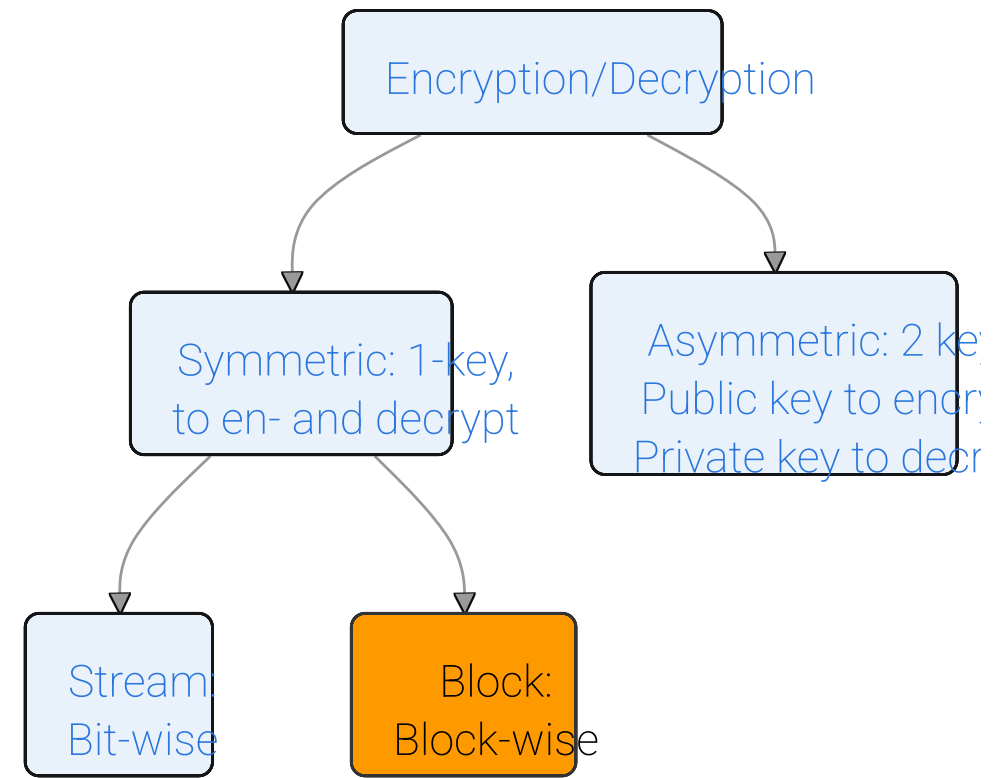 Encryption/Decryption
Symmetric: 1-key,
to en- and decrypt
Asymmetric: 2
Public key to
Private key to
Stream:
Bit-wise
Block:
Block-wise